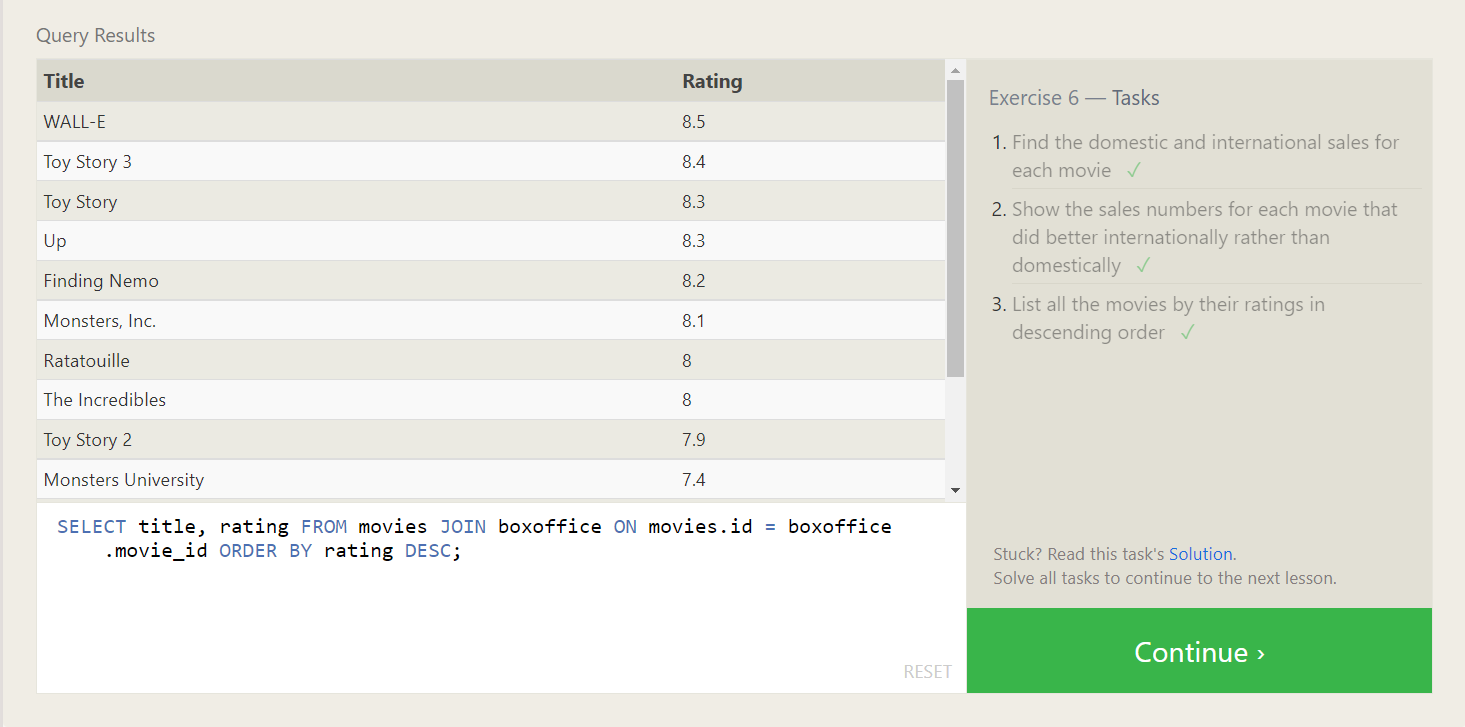 Query Results
Title Rating
WALL-E 8.5
Toy Story 3 8.4
Toy Story 8.3
Up 8.3
Finding Nemo 8.2
Monsters, Inc. 8.1
Ratatouille 8
The Incredibles 8
Toy Story 2 7.9
Monsters University 7.4
SELECT title, rating FROM movies JOIN boxoffice ON movies.id = boxoffice
.movie_id ORDER BY rating DESC;
RESET
Exercise 6 — Tasks
1. Find the domestic and international sales for
each movie ✓
2. Show the sales numbers for each movie that
did better internationally rather than
domestically ✓
3. List all the movies by their ratings in
descending order ✓
Stuck? Read this task's Solution.
Solve all tasks to continue to the next lesson.
Continue ›